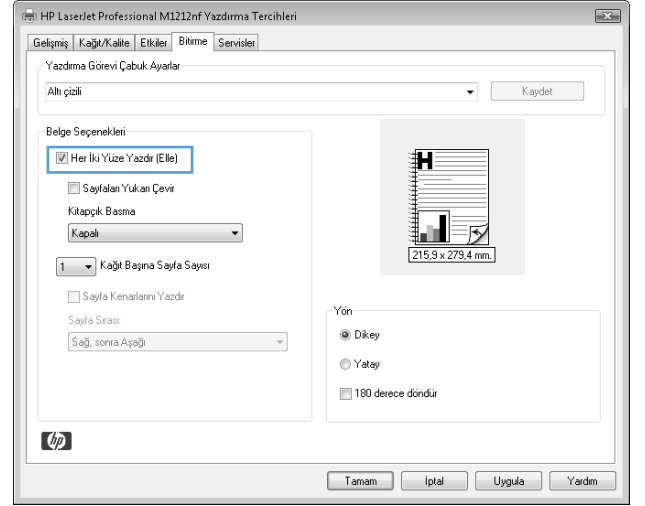 HP LaserJet Professional M1212nf Yazdırma Tercihleri
Gelişmiş Kağıt/Kalite Etkiler Bitirme Servisler
Yazdırma Görevi Çabuk Ayarlar
Altı çizili
Kaydet
Belge Seçenekleri
Her İki Yüze Yazdır (Elle)
Sayfaları Yukarı Çevir
Kitapçık Basma
Kapalı
1 Kağıt Başına Sayfa Sayısı
Sayfa Kenarlarını Yazdır
Sayfa Sırası:
Sağ, sonra Aşağı
H
215,9 x 279,4 mm.
Yön
Dikey
Yatay
180 derece döndür
hp
Tamam İptal Uygula Yardım